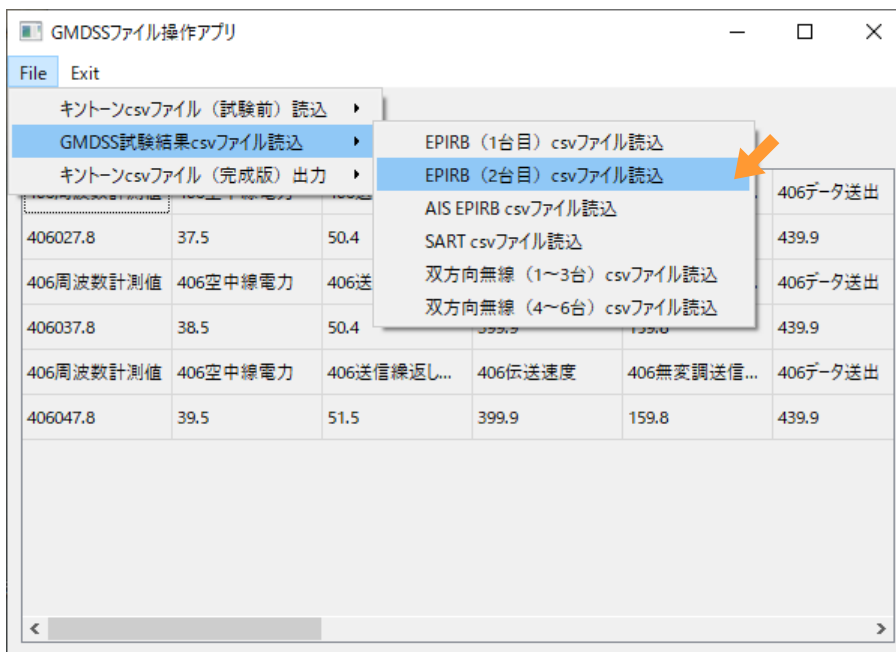 GMDSSファイル操作アプリ
File Exit
キントーンcsvファイル（試験前）読込
GMDSS試験結果csvファイル読込
キントーンcsvファイル（完成版）出力
EPIRB（1台目）csvファイル読込
EPIRB（2台目）csvファイル読込
AIS EPIRB csvファイル読込
SART csvファイル読込
双方向無線（1～3台）csvファイル読込
双方向無線（4～6台）csvファイル読込
406データ送出
406027.8 37.5 50.4 439.9
406周波数計測値 406空中線電力 406送 406データ送出
406037.8 38.5 50.4 399.9 159.8 439.9
406周波数計測値 406空中線電力 406送信繰返し... 406伝送速度 406無変調送信... 406データ送出
406047.8 39.5 51.5 399.9 159.8 439.9